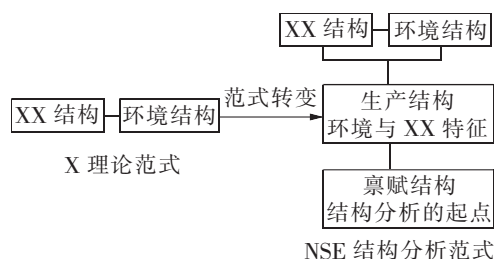 XX 结构
环境结构
XX 结构
环境结构
范式转变
生产结构
环境与 XX 特征
X 理论范式
禀赋结构
结构分析的起点
NSE 结构分析范式